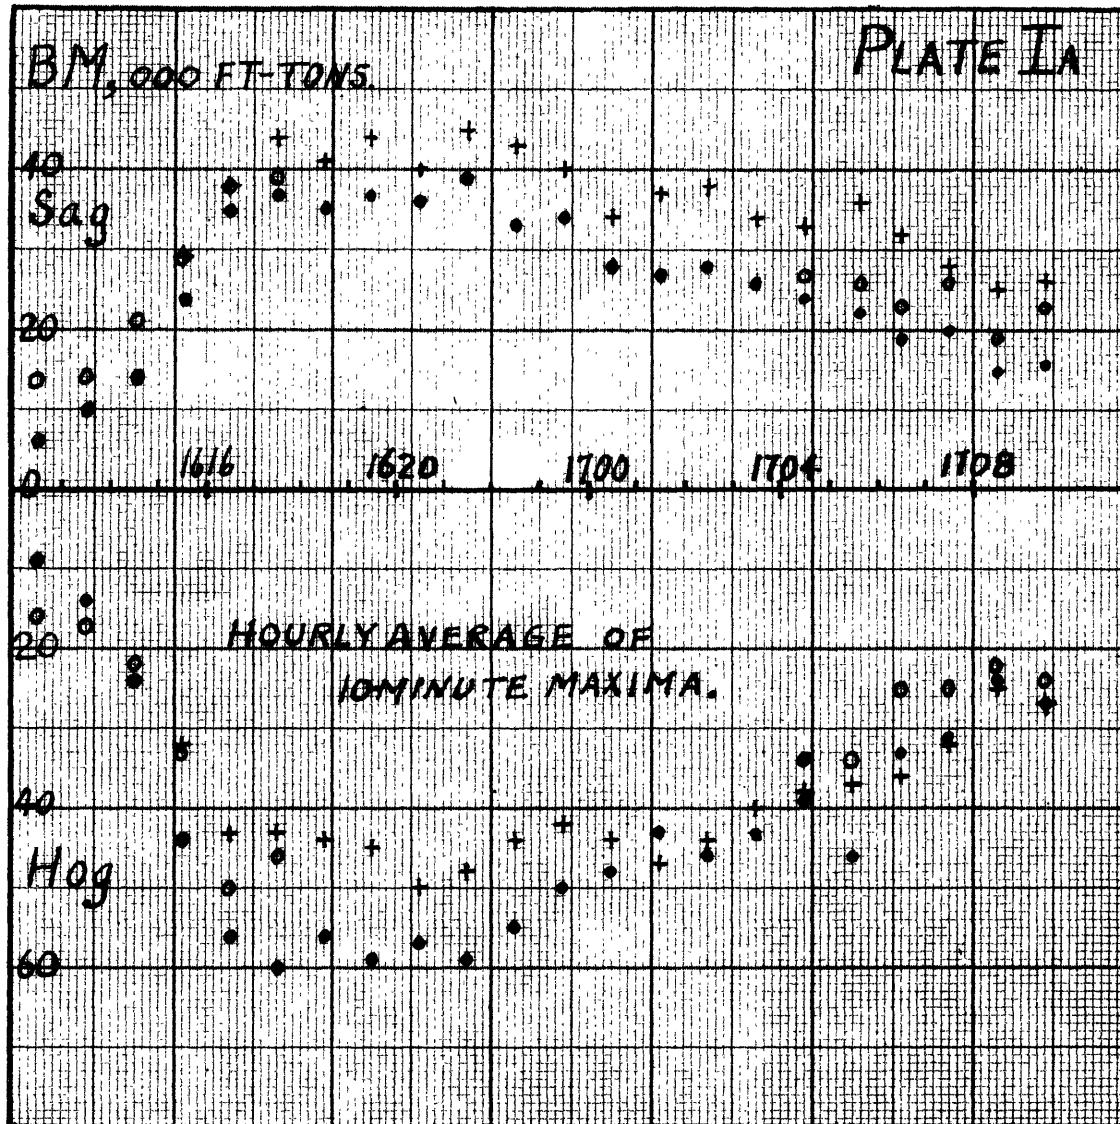 BM,000 FT-TONS.
PLATE IA
40
Sag
20
1616 1620 1700 1704 1708
0
20
HOURLY AVERAGE OF
10 MINUTE MAXIMA.
40
Hog
60